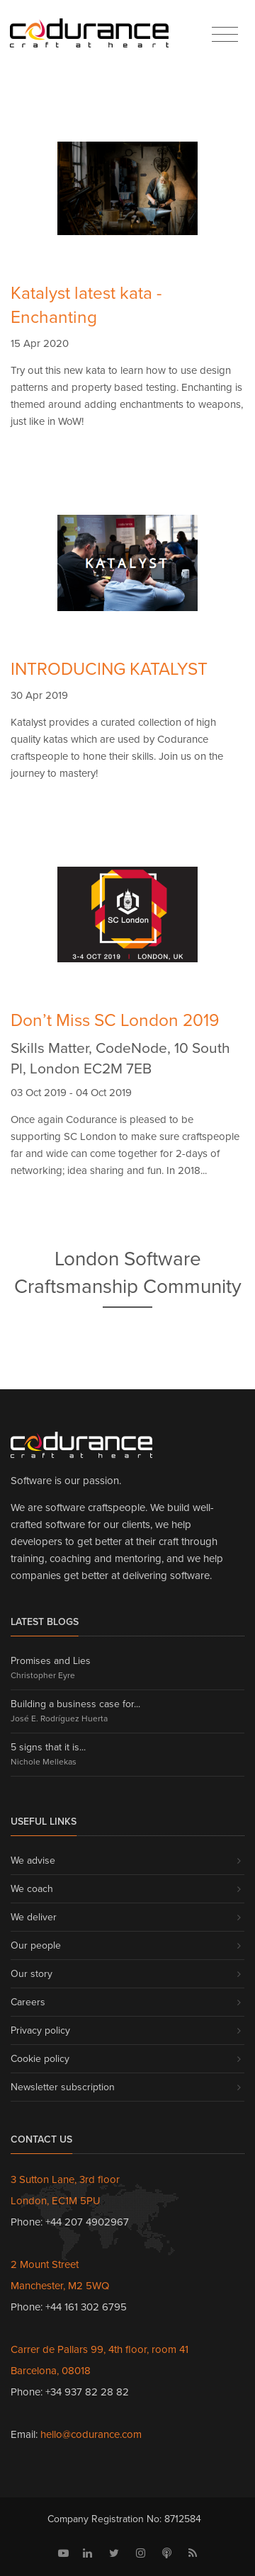 codurance
craft at heart
Katalyst latest kata -
Enchanting
15 Apr 2020
Try out this new kata to learn how to use design
patterns and property based testing. Enchanting is
themed around adding enchantments to weapons,
just like in WoW!
KATALYST
INTRODUCING KATALYST
30 Apr 2019
Katalyst provides a curated collection of high
quality katas which are used by Codurance
craftspeople to hone their skills. Join us on the
journey to mastery!
SC London
3-4 OCT 2019 | LONDON, UK
Don’t Miss SC London 2019
Skills Matter, CodeNode, 10 South
Pl, London EC2M 7EB
03 Oct 2019 - 04 Oct 2019
Once again Codurance is pleased to be
supporting SC London to make sure craftspeople
far and wide can come together for 2-days of
networking; idea sharing and fun. In 2018...
London Software
Craftsmanship Community
codurance
craft at heart
Software is our passion.
We are software craftspeople. We build well-
crafted software for our clients, we help
developers to get better at their craft through
training, coaching and mentoring, and we help
companies get better at delivering software.
LATEST BLOGS
Promises and Lies
Christopher Eyre
Building a business case for...
José E. Rodríguez Huerta
5 signs that it is...
Nichole Mellekas
USEFUL LINKS
We advise
We coach
We deliver
Our people
Our story
Careers
Privacy policy
Cookie policy
Newsletter subscription
CONTACT US
3 Sutton Lane, 3rd floor
London, EC1M 5PU
Phone: +44 207 4902967
2 Mount Street
Manchester, M2 5WQ
Phone: +44 161 302 6795
Carrer de Pallars 99, 4th floor, room 41
Barcelona, 08018
Phone: +34 937 82 28 82
Email: hello@codurance.com
Company Registration No: 8712584